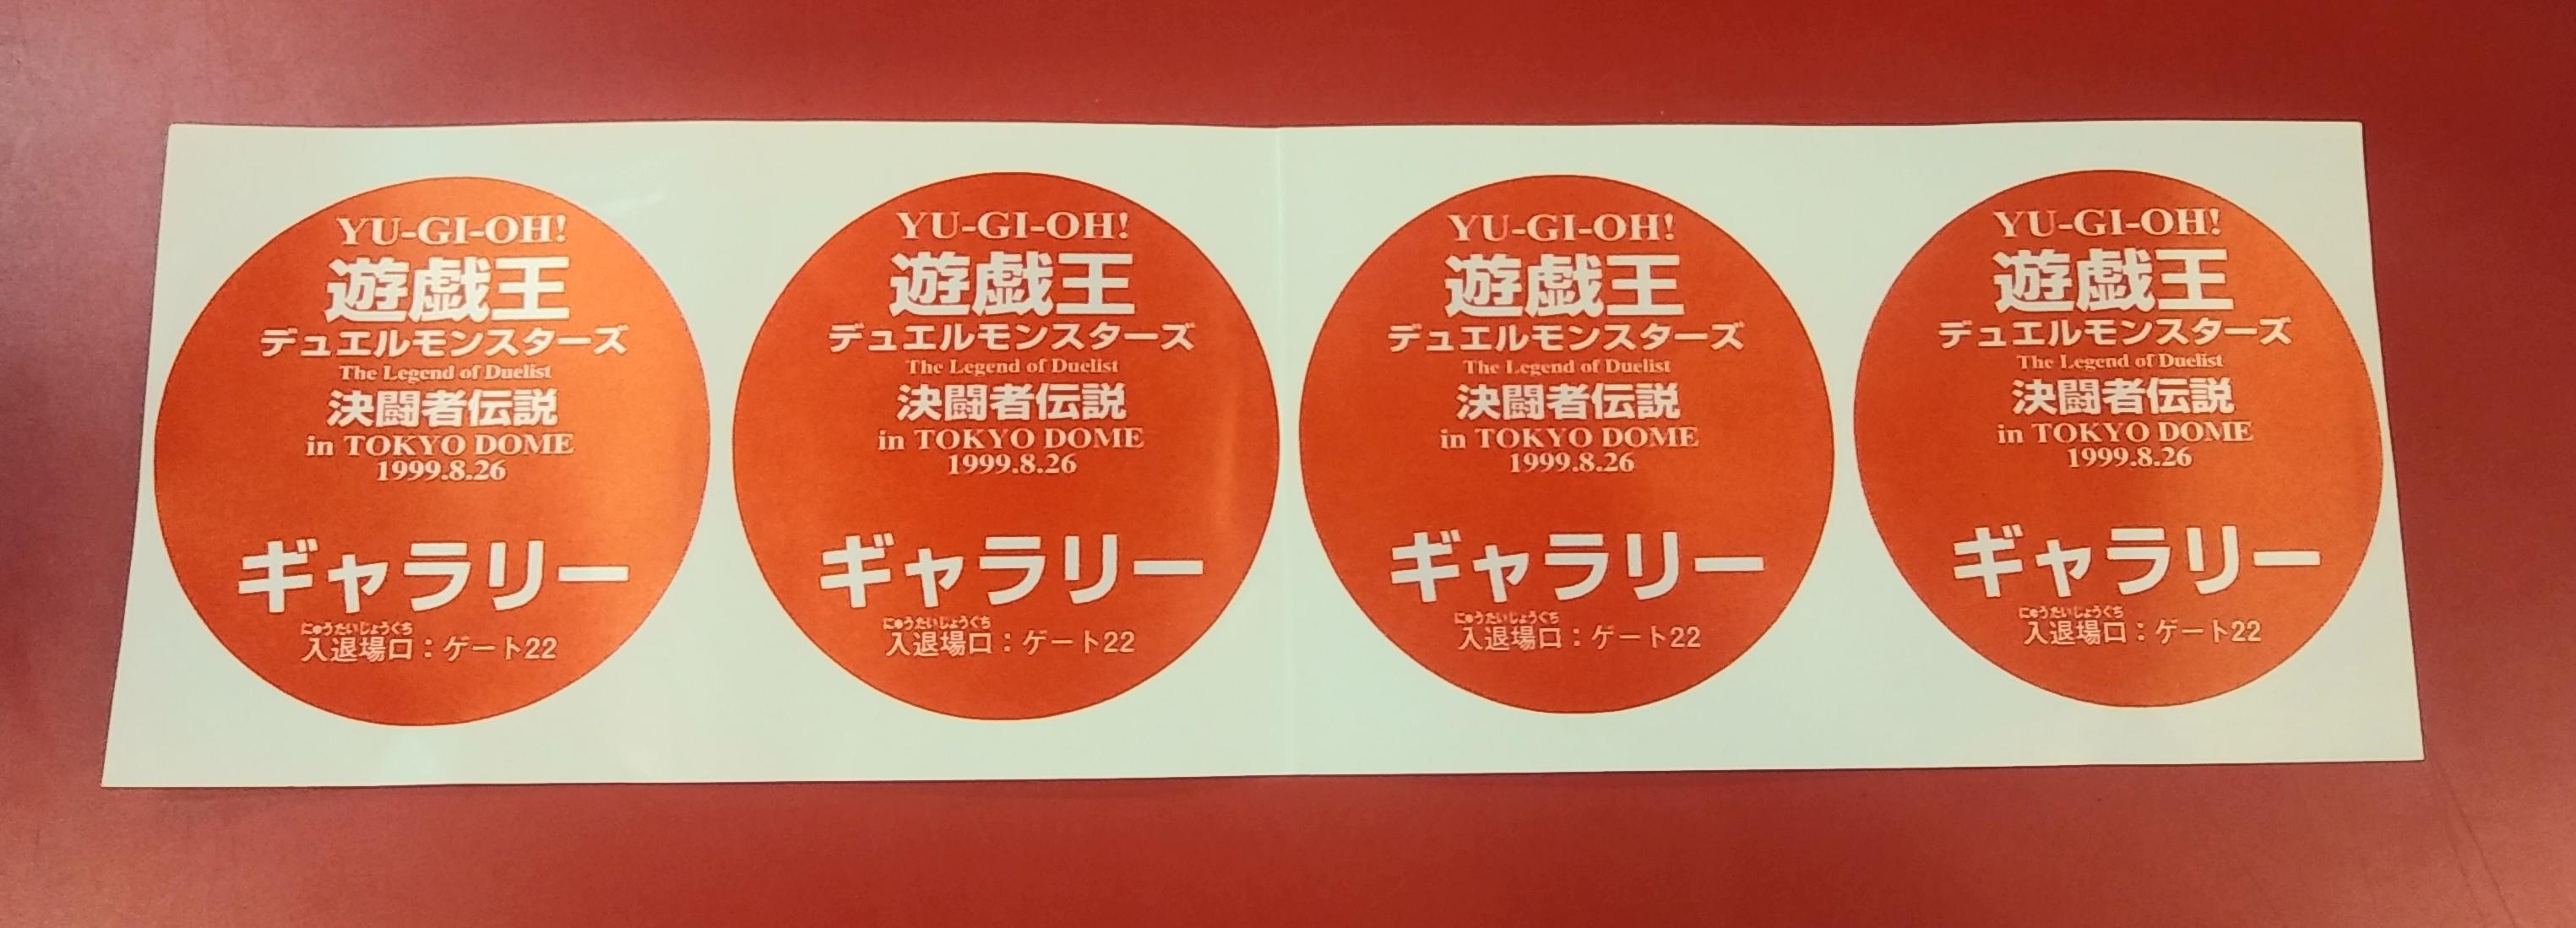 YU-GI-OH!
遊戯王
デュエルモンスターズ
The Legend of Duelist
決闘者伝説
in TOKYO DOME
1999.8.26
ギャラリー
にゅうたいじょうぐち
入退場口：ゲート22
YU-GI-OH!
遊戯王
デュエルモンスターズ
The Legend of Duelist
決闘者伝説
in TOKYO DOME
1999.8.26
ギャラリー
にゅうたいじょうぐち
入退場口：ゲート22
YU-GI-OH!
遊戯王
デュエルモンスターズ
The Legend of Duelist
決闘者伝説
in TOKYO DOME
1999.8.26
ギャラリー
にゅうたいじょうぐち
入退場口：ゲート22
YU-GI-OH!
遊戯王
デュエルモンスターズ
The Legend of Duelist
決闘者伝説
in TOKYO DOME
1999.8.26
ギャラリー
にゅうたいじょうぐち
入退場口：ゲート22